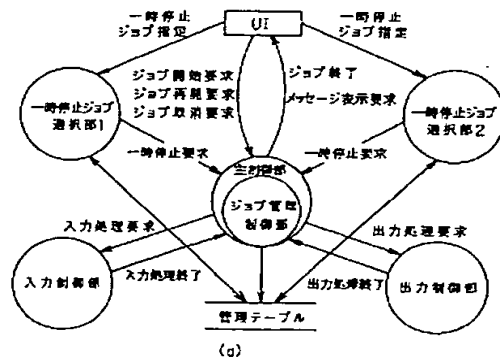 一時停止
ジョブ指定
UI
一時停止
ジョブ指定
ジョブ開始要求
ジョブ再開要求
ジョブ取消要求
ジョブ終了
メッセージ表示要求
一時停止ジョブ
選択部1
一時停止ジョブ
選択部2
一時停止要求
一時停止要求
主制御部
ジョブ管理
制御部
入力処理要求
出力処理要求
入力制御部
入力処理終了
出力処理終了
出力制御部
管理テーブル
(a)